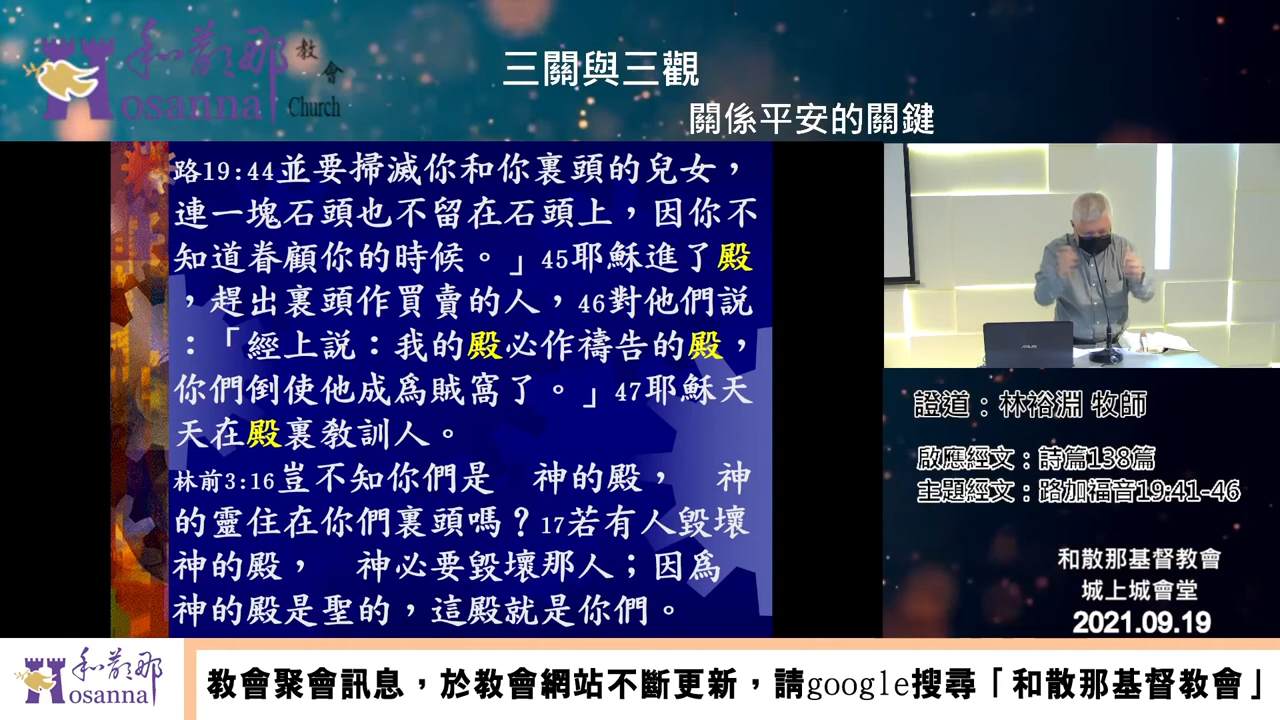 和散那
教會
Hosanna
Church
三關與三觀
關係平安的關鍵
路19:44並要掃滅你和你裏頭的兒女，
連一塊石頭也不留在石頭上，因你不
知道眷顧你的時候。」45耶穌進了殿
，趕出裏頭作買賣的人，46對他們說
：「經上說：我的殿必作禱告的殿，
你們倒使他成爲賊窩了。」47耶穌天
天在殿裏教訓人。
林前3:16豈不知你們是　神的殿，　神
的靈住在你們裏頭嗎？17若有人毀壞
神的殿，　神必要毀壞那人；因爲
神的殿是聖的，這殿就是你們。
ASUS
證道：林裕淵 牧師
啟應經文：詩篇138篇
主題經文：路加福音19:41-46
和散那基督教會
城上城會堂
2021.09.19
和散那
Hosanna
教會聚會訊息，於教會網站不斷更新，請google搜尋「和散那基督教會」